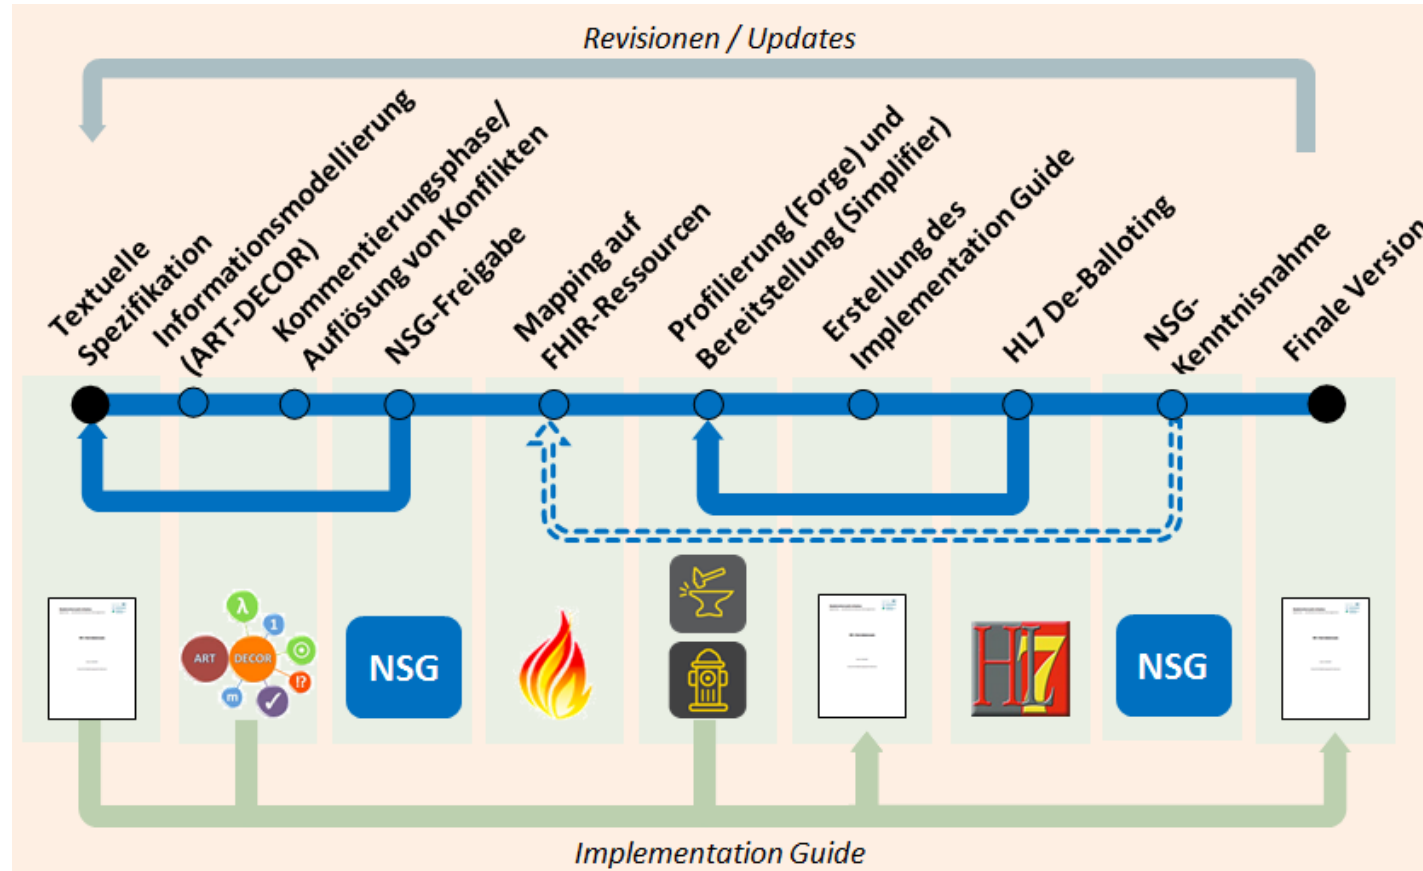 Revisionen / Updates
Textuelle
Spezifikation
Informationsmodellierung
(ART-DECOR)
Kommentierungsphase/
Auflösung von Konflikten
NSG-Freigabe
Mapping auf
FHIR-Ressourcen
Profilierung (Forge) und
Bereitstellung (Simplifier)
Erstellung des
Implementation Guide
HL7 De-Balloting
NSG-
Kenntnisnahme
Finale Version
λ
1
ART
DECOR
!?
m
NSG
HL7
NSG
Implementation Guide